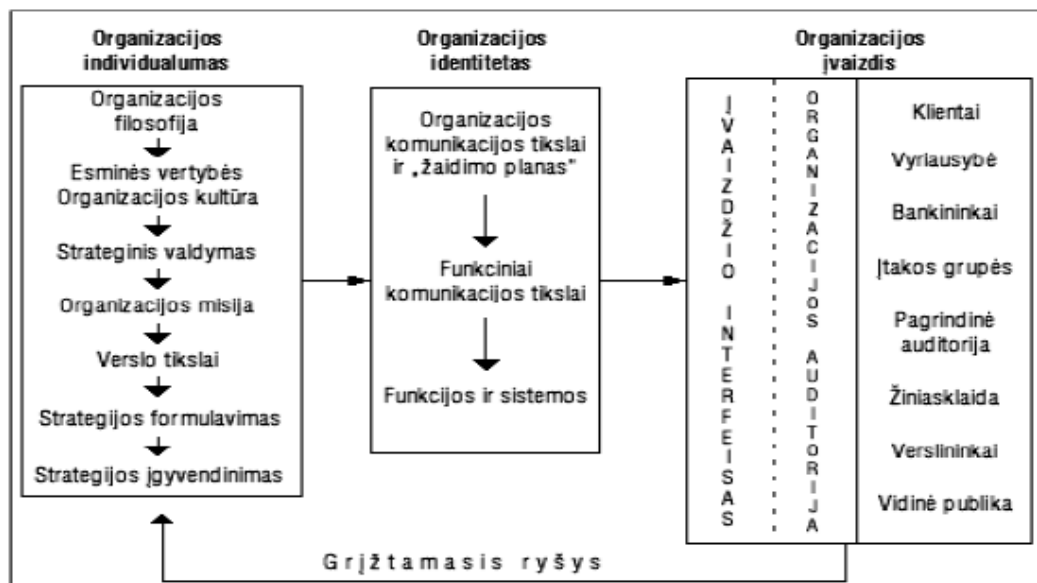 Organizacijos
individualumas
Organizacijos
filosofija
Esminės vertybės
Organizacijos kultūra
Strateginis valdymas
Organizacijos misija
Verslo tikslai
Strategijos formulavimas
Strategijos įgyvendinimas
Organizacijos
identitetas
Organizacijos
komunikacijos tikslai
ir „žaidimo planas"
Funkciniai
komunikacijos tikslai
Funkcijos ir sistemos
Organizacijos
įvaizdis
ĮVAIZDŽIO INTERFEISAS
ORGANIZACIJOS AUDITORIJA
Klientai
Vyriausybė
Bankininkai
Įtakos grupės
Pagrindinė
auditorija
Žiniasklaida
Verslininkai
Vidinė publika
Grįžtamasis ryšys